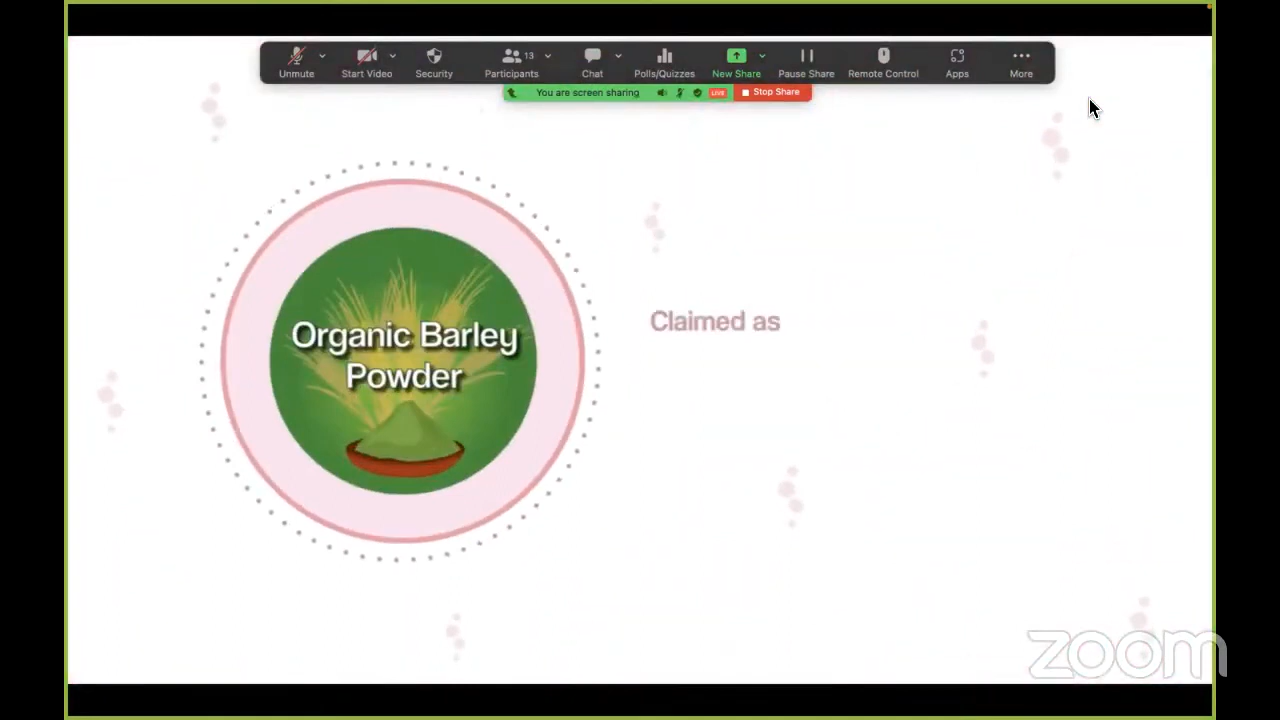 13
Unmute
Start Video
Security
Participants
Chat
Polls/Quizzes
New Share
Pause Share
Remote Control
Apps
More
You are screen sharing
LIVE
Stop Share
Organic Barley
Powder
Claimed as
zoom